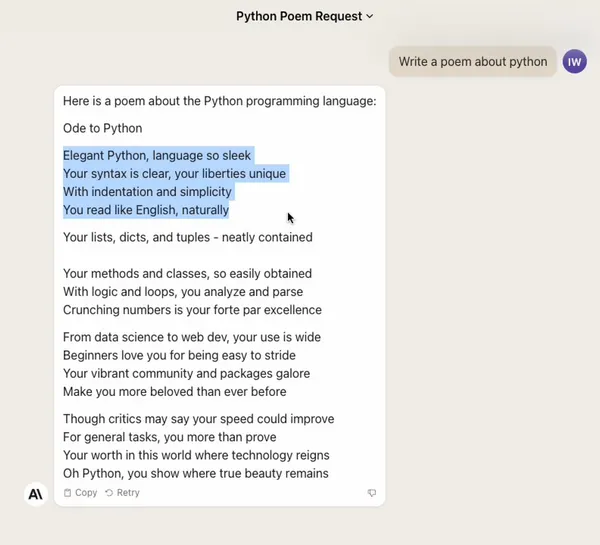 Python Poem Request
Write a poem about python
IW
Here is a poem about the Python programming language:
Ode to Python
Elegant Python, language so sleek
Your syntax is clear, your liberties unique
With indentation and simplicity
You read like English, naturally
Your lists, dicts, and tuples - neatly contained
Your methods and classes, so easily obtained
With logic and loops, you analyze and parse
Crunching numbers is your forte par excellence
From data science to web dev, your use is wide
Beginners love you for being easy to stride
Your vibrant community and packages galore
Make you more beloved than ever before
Though critics may say your speed could improve
For general tasks, you more than prove
Your worth in this world where technology reigns
Oh Python, you show where true beauty remains
A\
Copy Retry